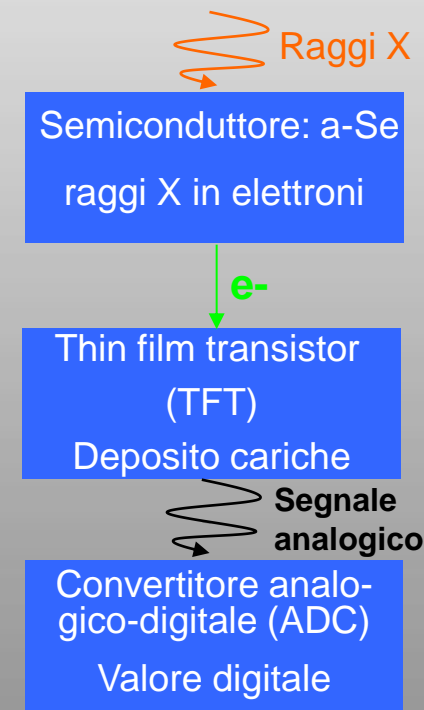 Raggi X
Semiconduttore: a-Se
raggi X in elettroni
e-
Thin film transistor
(TFT)
Deposito cariche
Segnale
analogico
Convertitore analo-
gico-digitale (ADC)
Valore digitale